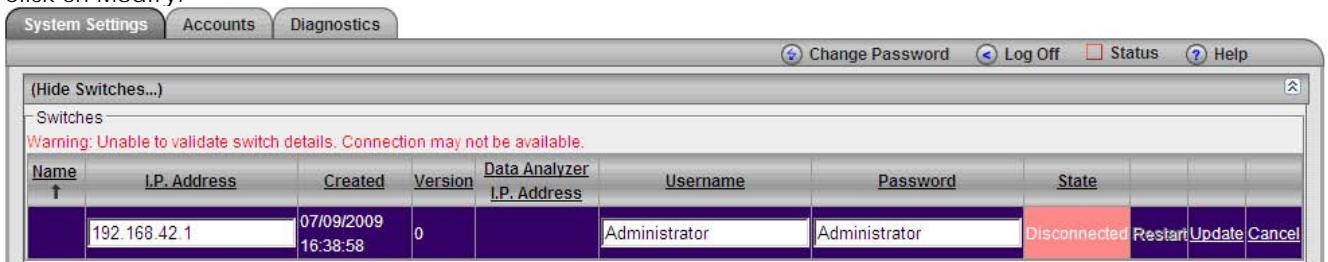 click on Modify.
System Settings Accounts Diagnostics
Change Password Log Off Status Help
(Hide Switches...)
Switches
Warning: Unable to validate switch details. Connection may not be available.
Name I.P. Address Created Version Data Analyzer I.P. Address Username Password State
192.168.42.1 07/09/2009 16:38:58 0 Administrator Administrator Disconnected Restart Update Cancel